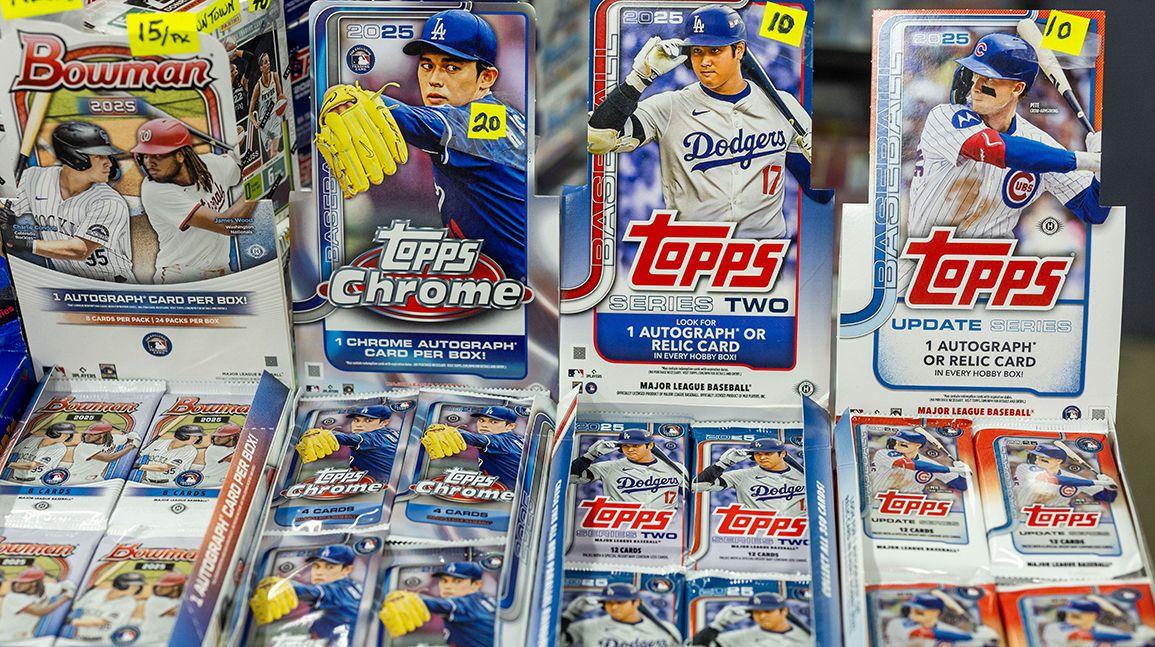 15/PK
Bowman
2025
Charlie Condon
Colorado Rockies
James Wood
Washington Nationals
1 AUTOGRAPH CARD PER BOX!
8 CARDS PER PACK | 24 PACKS PER BOX
2025
BASEBALL
20
Topps
Chrome
1 CHROME AUTOGRAPH
CARD PER BOX!
2025
10
BASEBALL
Dodgers
17
Topps
SERIES TWO
LOOK FOR
1 AUTOGRAPH* OR
RELIC CARD
IN EVERY HOBBY BOX!
MAJOR LEAGUE BASEBALL
2025
10
BASEBALL
PETE
CROW-ARMSTRONG
CUBS
Topps
UPDATE SERIES
1 AUTOGRAPH*
OR RELIC CARD
IN EVERY HOBBY BOX!
MAJOR LEAGUE BASEBALL
Bowman
2025
8 CARDS
Bowman
2025
8 CARDS
Bowman
2025
Bowman
2025
1 AUTOGRAPH CARD PER BOX!
Topps
Chrome
4 CARDS
Topps
Chrome
4 CARDS
2025
Dodgers
17
Topps
SERIES TWO
12 CARDS
2025
Dodgers
Topps
SERIES TWO
12 CARDS
2025
Topps
UPDATE SERIES
12 CARDS
2025
Topps
UPDATE SERIES
12 CARDS